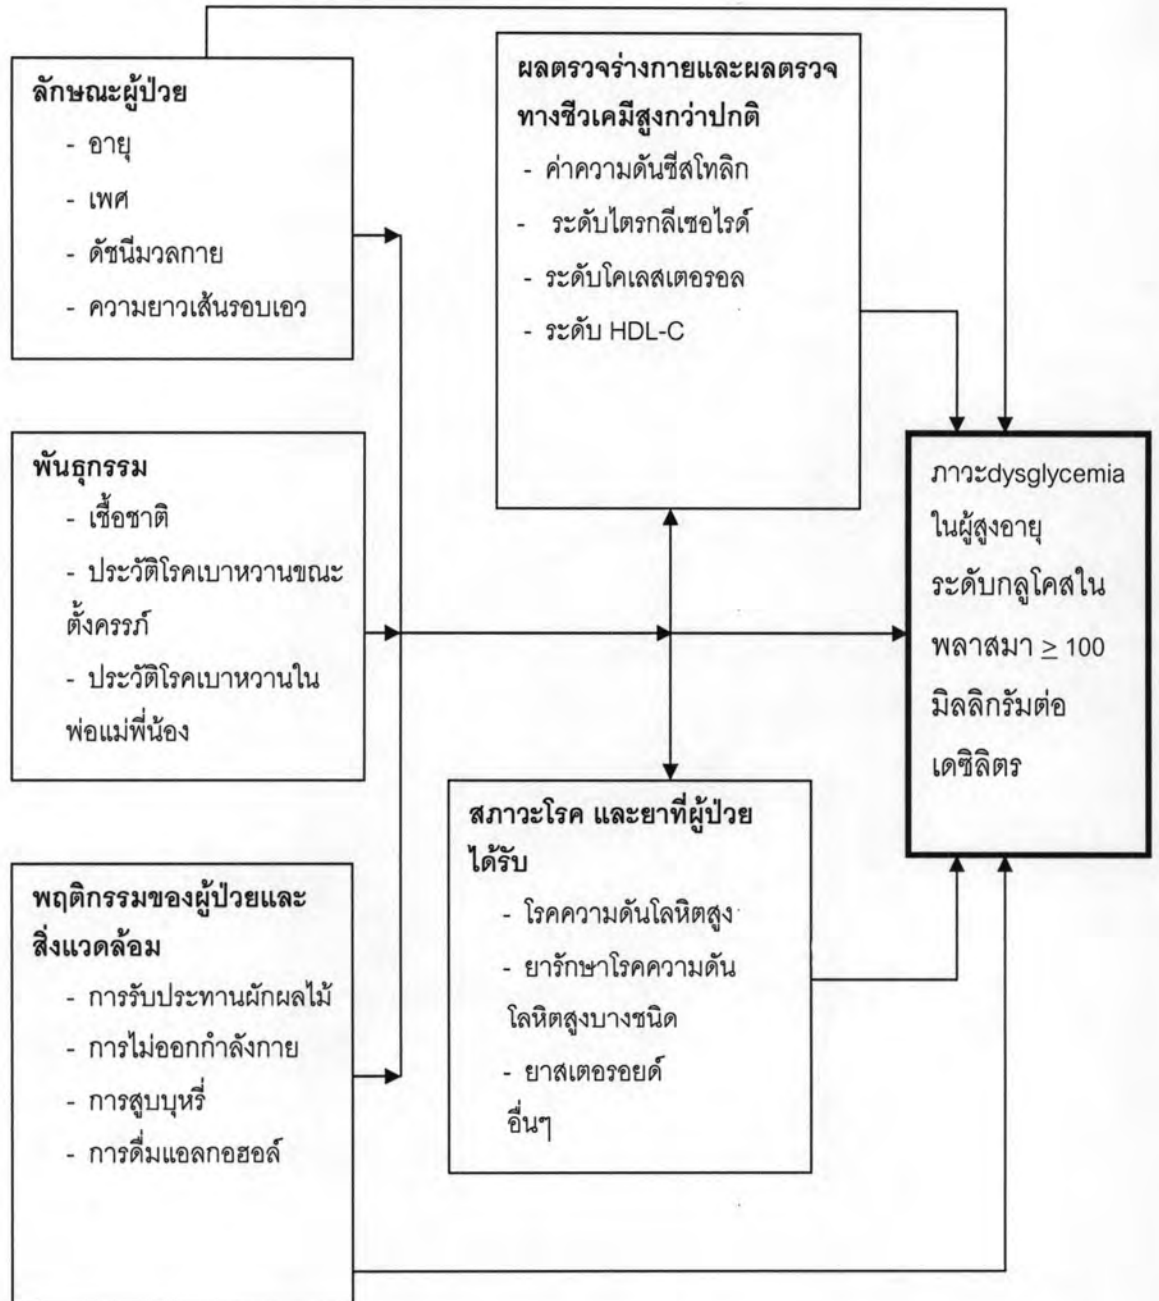 ลักษณะผู้ป่วย
- อายุ
- เพศ
- ดัชนีมวลกาย
- ความยาวเส้นรอบเอว
ผลตรวจร่างกายและผลตรวจ
ทางชีวเคมีสูงกว่าปกติ
- ค่าความดันซีสโทลิก
- ระดับไตรกลีเซอไรด์
- ระดับโคเลสเตอรอล
- ระดับ HDL-C
พันธุกรรม
- เชื้อชาติ
- ประวัติโรคเบาหวานขณะ
ตั้งครรภ์
- ประวัติโรคเบาหวานใน
พ่อแม่พี่น้อง
ภาวะdysglycemia
ในผู้สูงอายุ
ระดับกลูโคสใน
พลาสมา ≥ 100
มิลลิกรัมต่อ
เดซิลิตร
สภาวะโรค และยาที่ผู้ป่วย
ได้รับ
- โรคความดันโลหิตสูง
- ยารักษาโรคความดัน
โลหิตสูงบางชนิด
- ยาสเตอรอยด์
อื่นๆ
พฤติกรรมของผู้ป่วยและ
สิ่งแวดล้อม
- การรับประทานผักผลไม้
- การไม่ออกกำลังกาย
- การสูบบุหรี่
- การดื่มแอลกอฮอล์